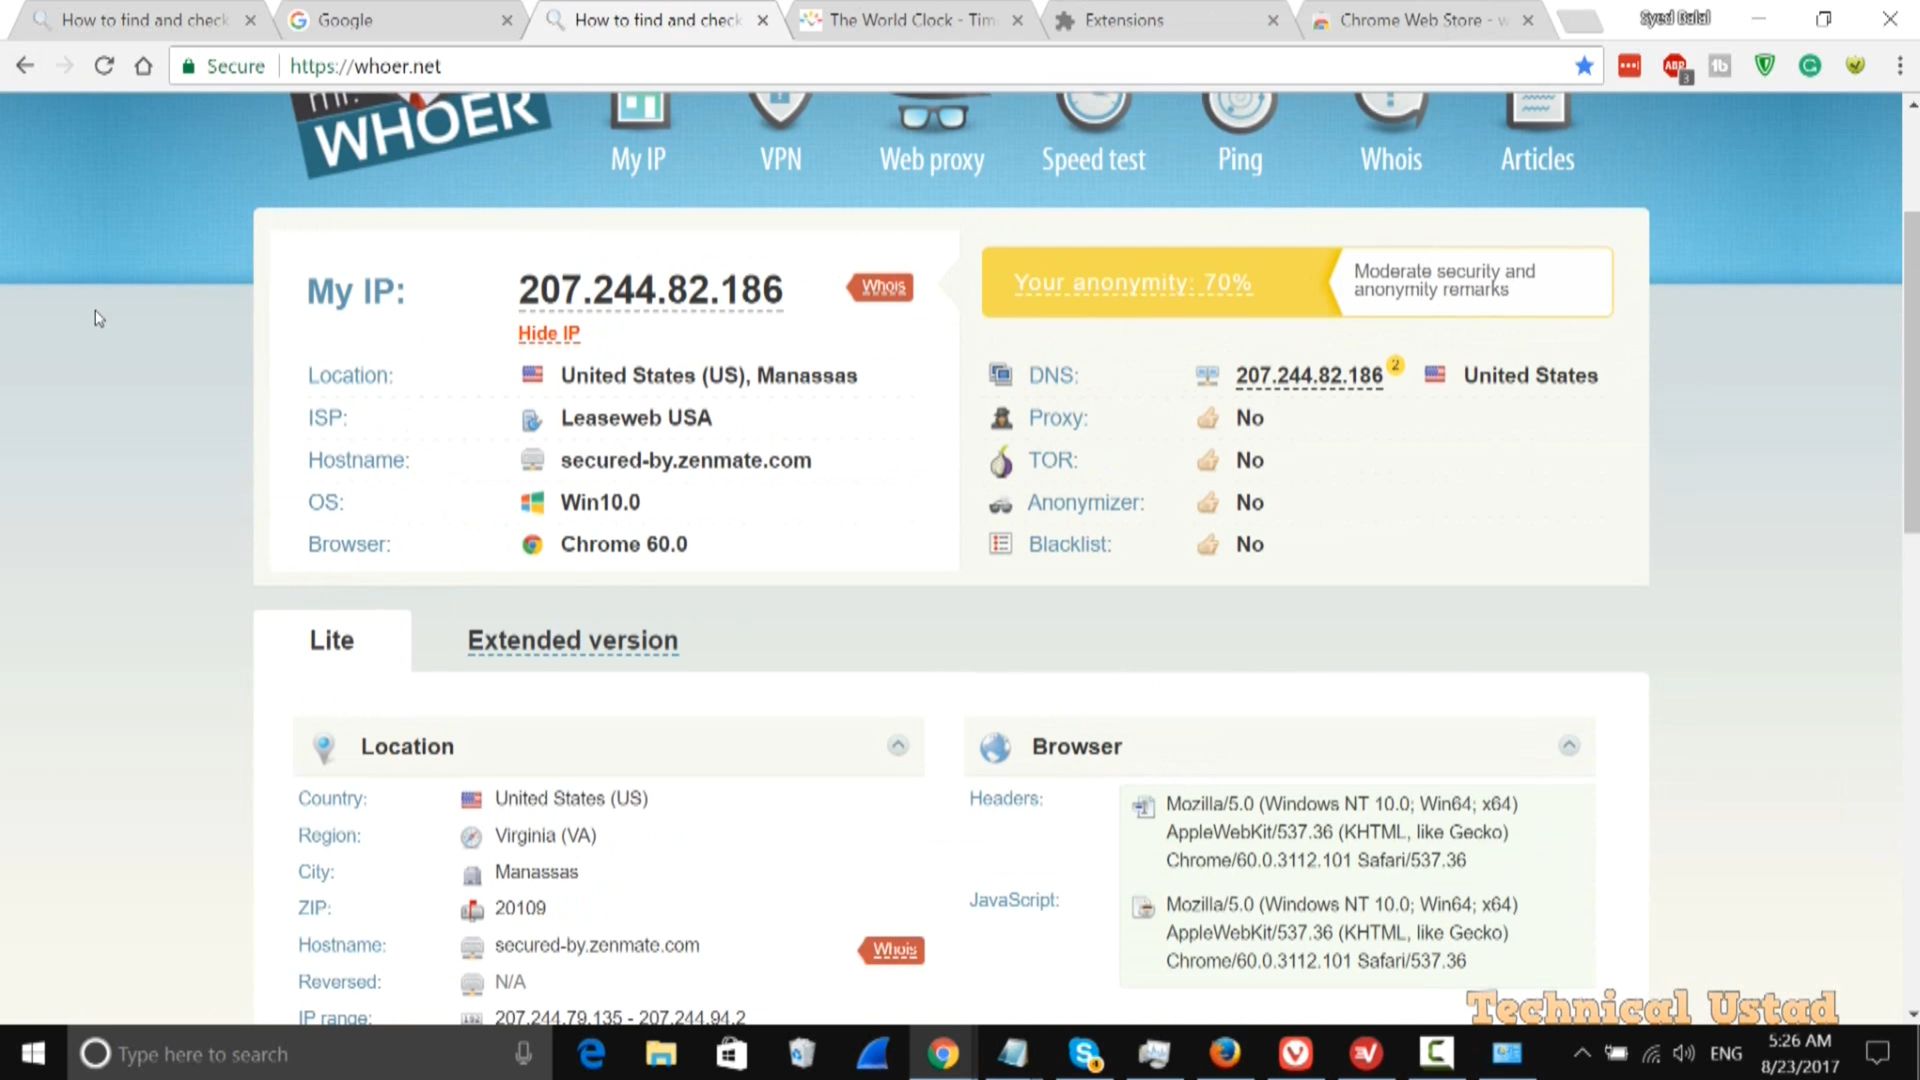 How to find and check
Google
How to find and check
The World Clock - Tim
Extensions
Chrome Web Store - w
Syed Balal
Secure
https://whoer.net
ABP
3
1b
mr.
WHOER
My IP
VPN
Web proxy
Speed test
Ping
Whois
Articles
My IP:
207.244.82.186
Whois
Hide IP
Location:
United States (US), Manassas
ISP:
Leaseweb USA
Hostname:
secured-by.zenmate.com
OS:
Win10.0
Browser:
Chrome 60.0
Your anonymity: 70%
Moderate security and
anonymity remarks
DNS:
207.244.82.186
2
United States
Proxy:
No
TOR:
No
Anonymizer:
No
Blacklist:
No
Lite
Extended version
Location
Country:
United States (US)
Region:
Virginia (VA)
City:
Manassas
ZIP:
20109
Hostname:
secured-by.zenmate.com
Whois
Reversed:
N/A
IP range:
207.244.79.135 - 207.244.94.2
Browser
Headers:
Mozilla/5.0 (Windows NT 10.0; Win64; x64)
AppleWebKit/537.36 (KHTML, like Gecko)
Chrome/60.0.3112.101 Safari/537.36
JavaScript:
Mozilla/5.0 (Windows NT 10.0; Win64; x64)
AppleWebKit/537.36 (KHTML, like Gecko)
Chrome/60.0.3112.101 Safari/537.36
Technical Ustad
Type here to search
ENG
5:26 AM
8/23/2017